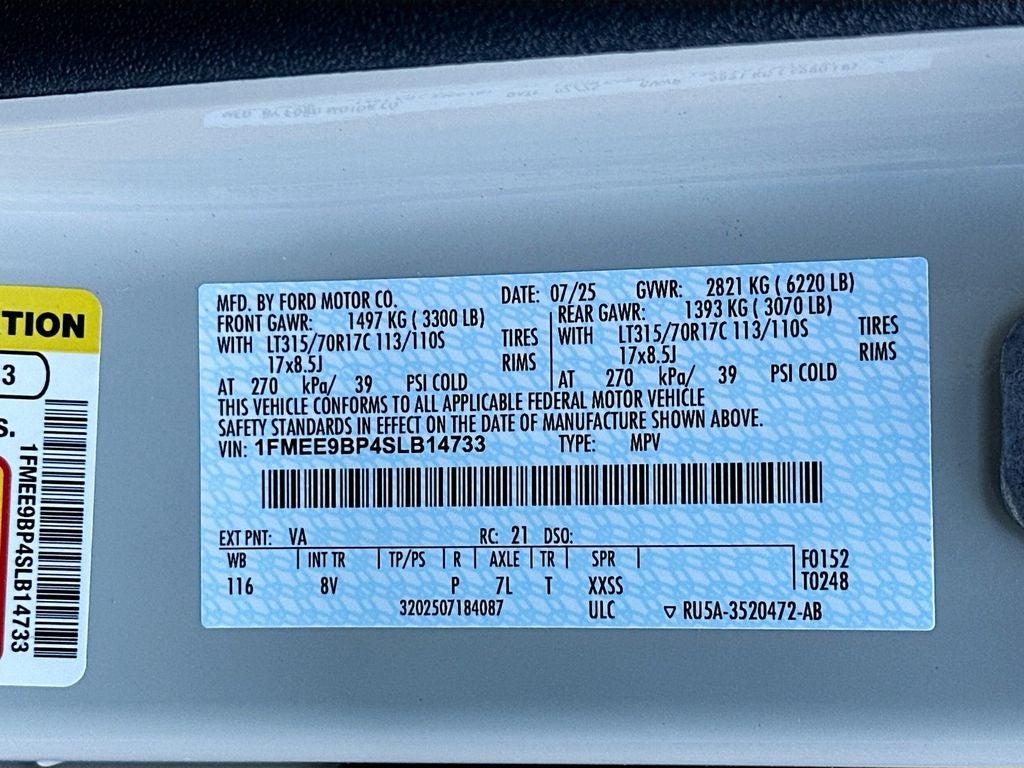 MFD. BY FORD MOTOR CO. DATE: 07/25 GVWR: 2821 KG ( 6220 LB)
FRONT GAWR: 1497 KG ( 3300 LB) REAR GAWR: 1393 KG ( 3070 LB)
WITH LT315/70R17C 113/110S TIRES WITH LT315/70R17C 113/110S TIRES
17x8.5J RIMS 17x8.5J RIMS
AT 270 kPa/ 39 PSI COLD AT 270 kPa/ 39 PSI COLD
THIS VEHICLE CONFORMS TO ALL APPLICABLE FEDERAL MOTOR VEHICLE
SAFETY STANDARDS IN EFFECT ON THE DATE OF MANUFACTURE SHOWN ABOVE.
VIN: 1FMEE9BP4SLB14733 TYPE: MPV
EXT PNT: VA RC: 21 DSO:
WB INT TR TP/PS R AXLE TR SPR F0152
116 8V P 7L T XXSS T0248
3202507184087 ULC ▽ RU5A-3520472-AB
TION
3
S.
1FMEE9BP4SLB14733